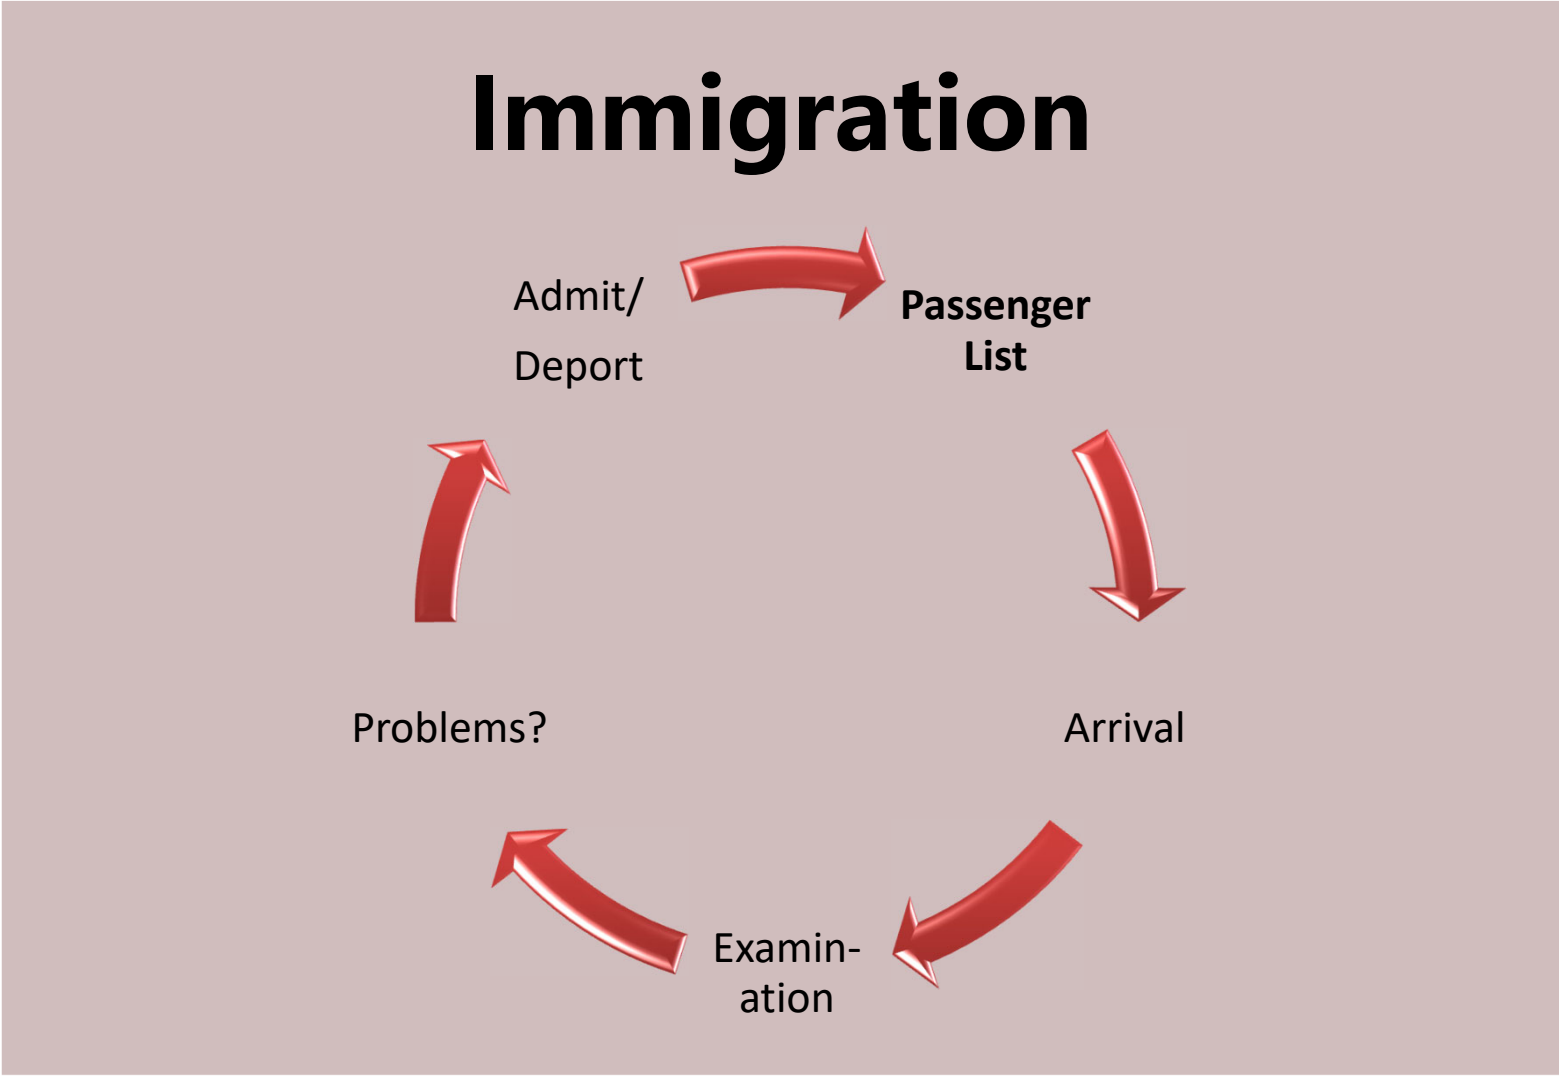 Immigration
Admit/
Deport
Passenger
List
Arrival
Examin-
ation
Problems?